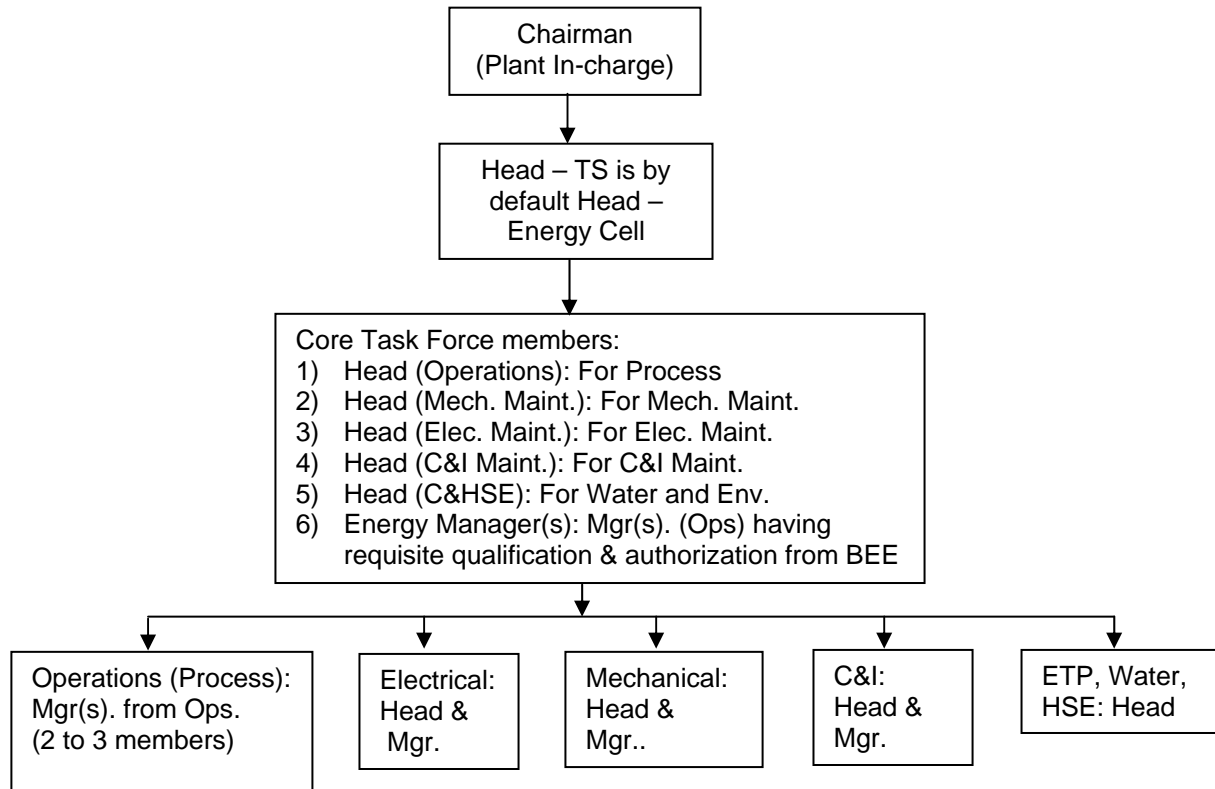 Chairman
(Plant In-charge)
Head – TS is by
default Head –
Energy Cell
Core Task Force members:
1) Head (Operations): For Process
2) Head (Mech. Maint.): For Mech. Maint.
3) Head (Elec. Maint.): For Elec. Maint.
4) Head (C&I Maint.): For C&I Maint.
5) Head (C&HSE): For Water and Env.
6) Energy Manager(s): Mgr(s). (Ops) having
requisite qualification & authorization from BEE
Operations (Process):
Mgr(s). from Ops.
(2 to 3 members)
Electrical:
Head &
Mgr.
Mechanical:
Head &
Mgr..
C&I:
Head &
Mgr.
ETP, Water,
HSE: Head